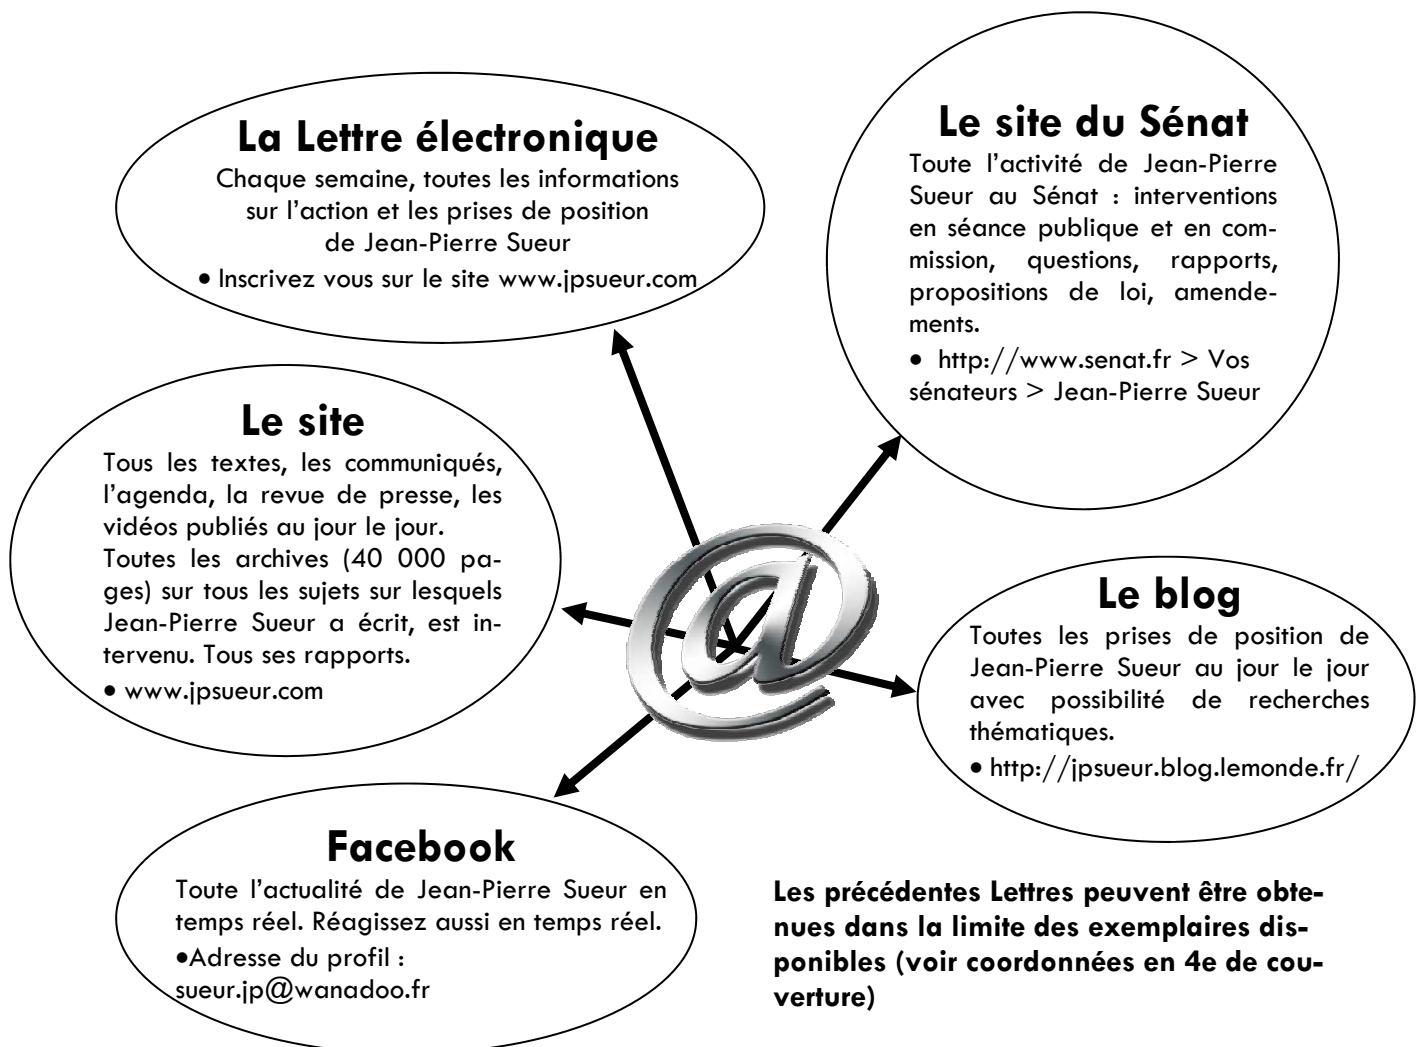 La Lettre électronique
Chaque semaine, toutes les informations
sur l’action et les prises de position
de Jean-Pierre Sueur
• Inscrivez vous sur le site www.jpsueur.com
Le site du Sénat
Toute l’activité de Jean-Pierre
Sueur au Sénat : interventions
en séance publique et en com-
mission, questions, rapports,
propositions de loi, amende-
ments.
• http://www.senat.fr > Vos
sénateurs > Jean-Pierre Sueur
Le site
Tous les textes, les communiqués,
l’agenda, la revue de presse, les
vidéos publiés au jour le jour.
Toutes les archives (40 000 pa-
ges) sur tous les sujets sur lesquels
Jean-Pierre Sueur a écrit, est in-
tervenu. Tous ses rapports.
• www.jpsueur.com
@
Le blog
Toutes les prises de position de
Jean-Pierre Sueur au jour le jour
avec possibilité de recherches
thématiques.
• http://jpsueur.blog.lemonde.fr/
Facebook
Toute l’actualité de Jean-Pierre Sueur en
temps réel. Réagissez aussi en temps réel.
•Adresse du profil :
sueur.jp@wanadoo.fr
Les précédentes Lettres peuvent être obte-
nues dans la limite des exemplaires dis-
ponibles (voir coordonnées en 4e de cou-
verture)